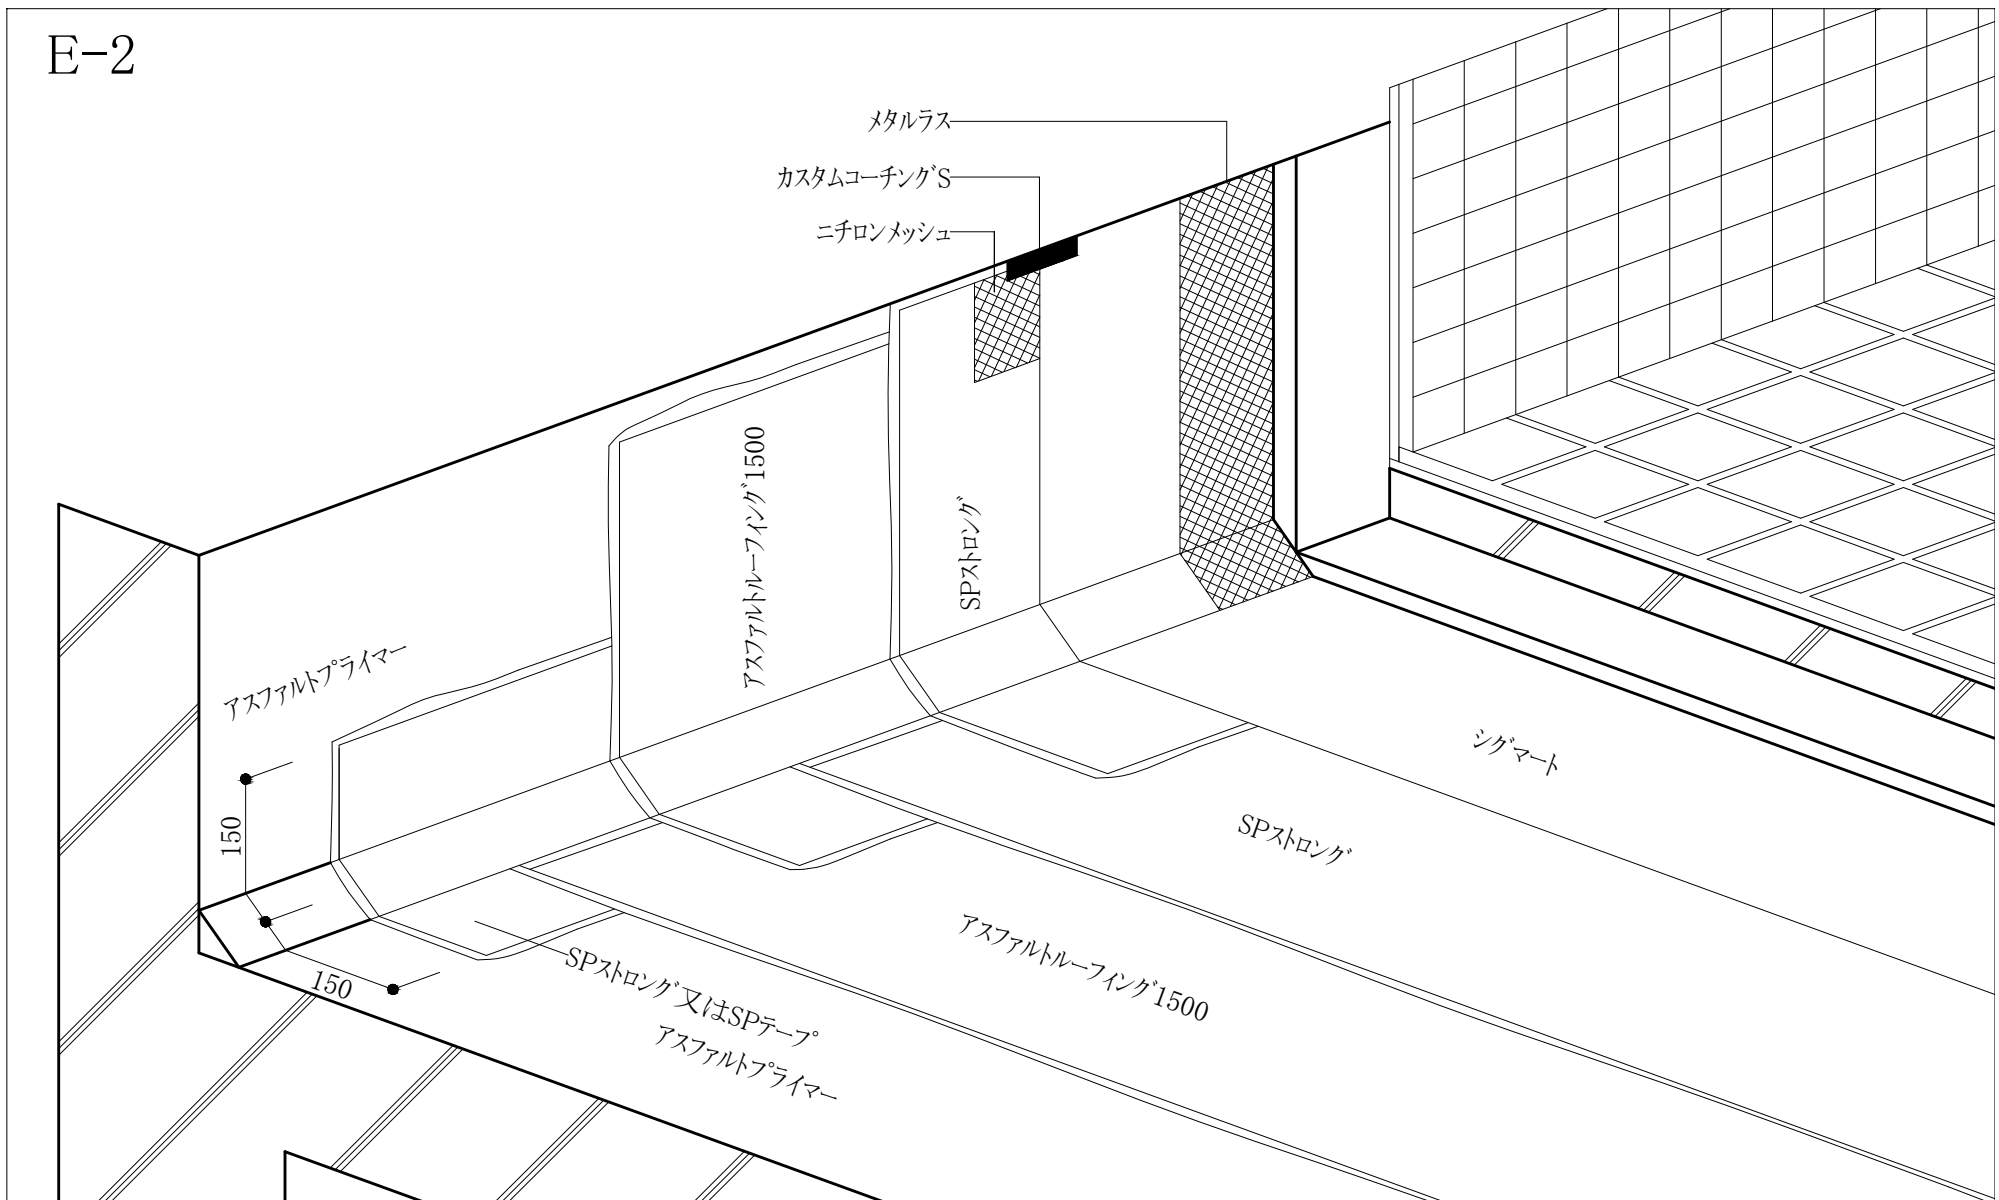 E-2
メタルラス
カスタムコーチングS
ニチロンメッシュ
アスファルトルーフィング1500
SPストロング
アスファルトプライマー
150
150
シグマート
SPストロング
アスファルトルーフィング1500
SPストロング又はSPテープ
アスファルトプライマー